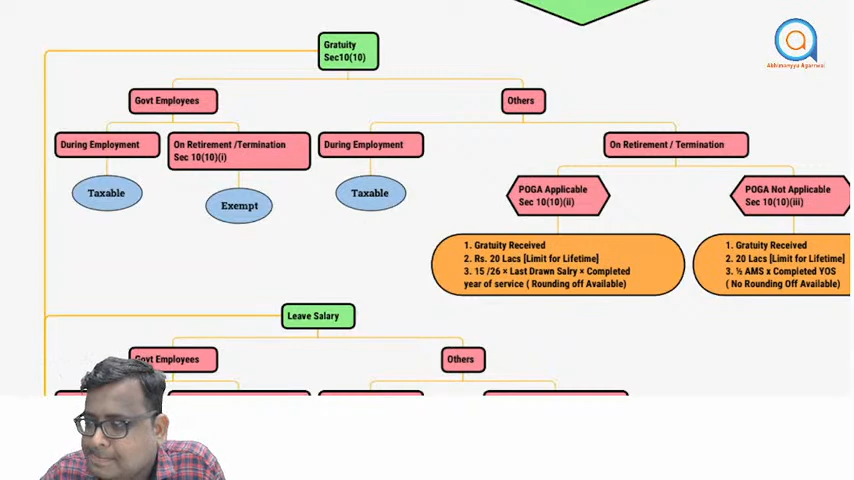 Gratuity
Sec10(10)
Abhimanyyu Agarrwal
Govt Employees
Others
During Employment
On Retirement /Termination
Sec 10(10)(i)
During Employment
On Retirement / Termination
Taxable
Exempt
Taxable
POGA Applicable
Sec 10(10)(ii)
POGA Not Applicable
Sec 10(10)(iii)
1. Gratuity Received
2. Rs. 20 Lacs [Limit for Lifetime]
3. 15 /26 × Last Drawn Salry × Completed
year of service ( Rounding off Available)
1. Gratuity Received
2. 20 Lacs [Limit for Lifetime]
3. ½ AMS x Completed YOS
( No Rounding Off Available)
Leave Salary
Govt Employees
Others